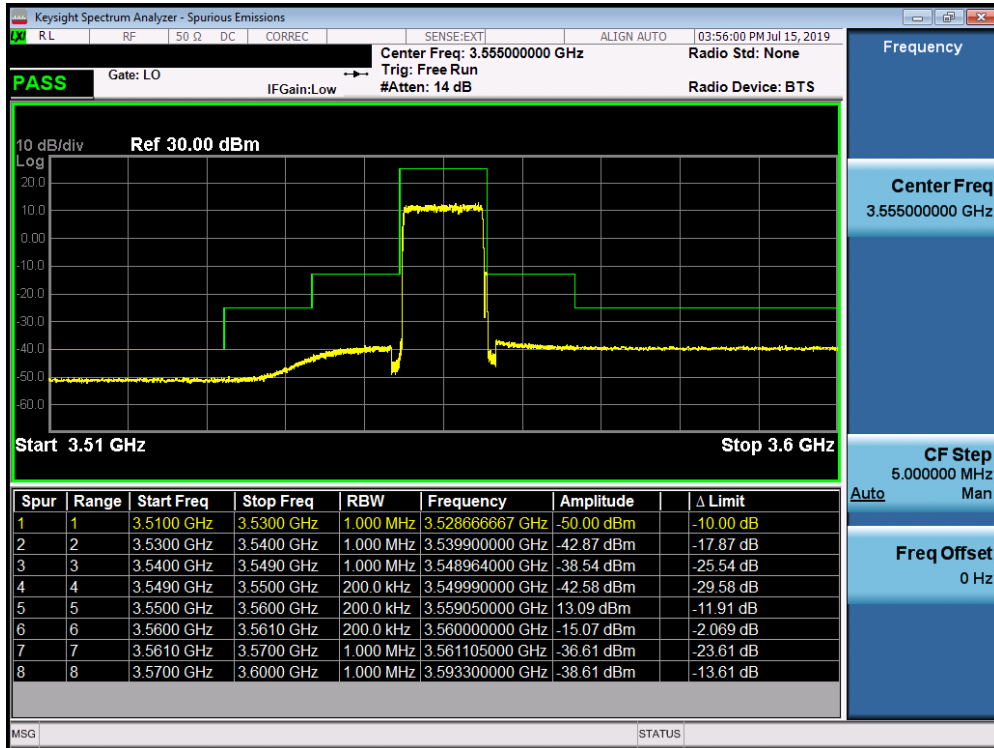 Keysight Spectrum Analyzer - Spurious Emissions
LXI RL RF 50 Ω DC CORREC SENSE:EXT ALIGN AUTO 03:56:00 PM Jul 15, 2019
Center Freq: 3.555000000 GHz Radio Std: None
Gate: LO Trig: Free Run
PASS IFGain:Low #Atten: 14 dB Radio Device: BTS
10 dB/div Ref 30.00 dBm
Log
20.0
10.0
0.00
-10.0
-20.0
-30.0
-40.0
-50.0
-60.0
Start 3.51 GHz Stop 3.6 GHz
Spur Range Start Freq Stop Freq RBW Frequency Amplitude Δ Limit
1 1 3.5100 GHz 3.5300 GHz 1.000 MHz 3.528666667 GHz -50.00 dBm -10.00 dB
2 2 3.5300 GHz 3.5400 GHz 1.000 MHz 3.539900000 GHz -42.87 dBm -17.87 dB
3 3 3.5400 GHz 3.5490 GHz 1.000 MHz 3.548964000 GHz -38.54 dBm -25.54 dB
4 4 3.5490 GHz 3.5500 GHz 200.0 kHz 3.549990000 GHz -42.58 dBm -29.58 dB
5 5 3.5500 GHz 3.5600 GHz 200.0 kHz 3.559050000 GHz 13.09 dBm -11.91 dB
6 6 3.5600 GHz 3.5610 GHz 200.0 kHz 3.560000000 GHz -15.07 dBm -2.069 dB
7 7 3.5610 GHz 3.5700 GHz 1.000 MHz 3.561105000 GHz -36.61 dBm -23.61 dB
8 8 3.5700 GHz 3.6000 GHz 1.000 MHz 3.593300000 GHz -38.61 dBm -13.61 dB
MSG STATUS
Frequency
Center Freq
3.555000000 GHz
CF Step
5.000000 MHz
Auto Man
Freq Offset
0 Hz